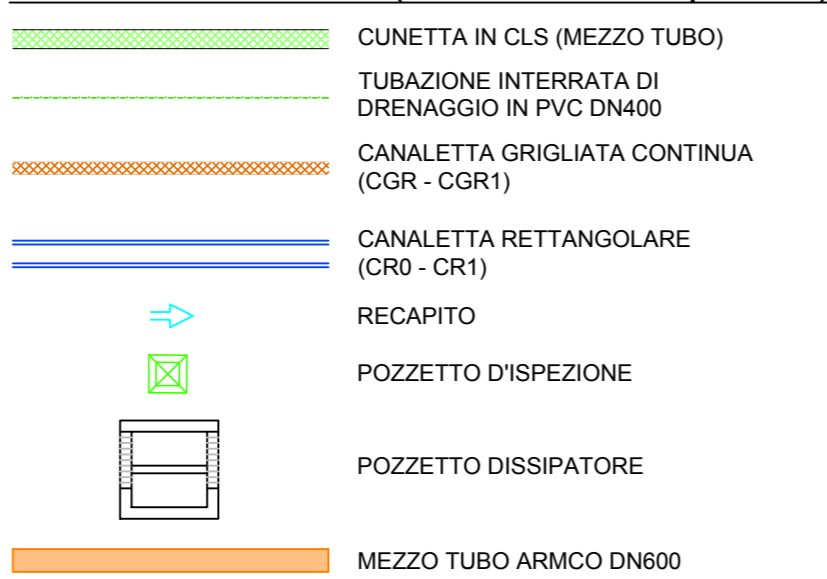 CUNETTA IN CLS (MEZZO TUBO)
TUBAZIONE INTERRATA DI
DRENAGGIO IN PVC DN400
CANALETTA GRIGLIATA CONTINUA
(CGR - CGR1)
CANALETTA RETTANGOLARE
(CR0 - CR1)
RECAPITO
POZZETTO D'ISPEZIONE
POZZETTO DISSIPATORE
MEZZO TUBO ARMCO DN600